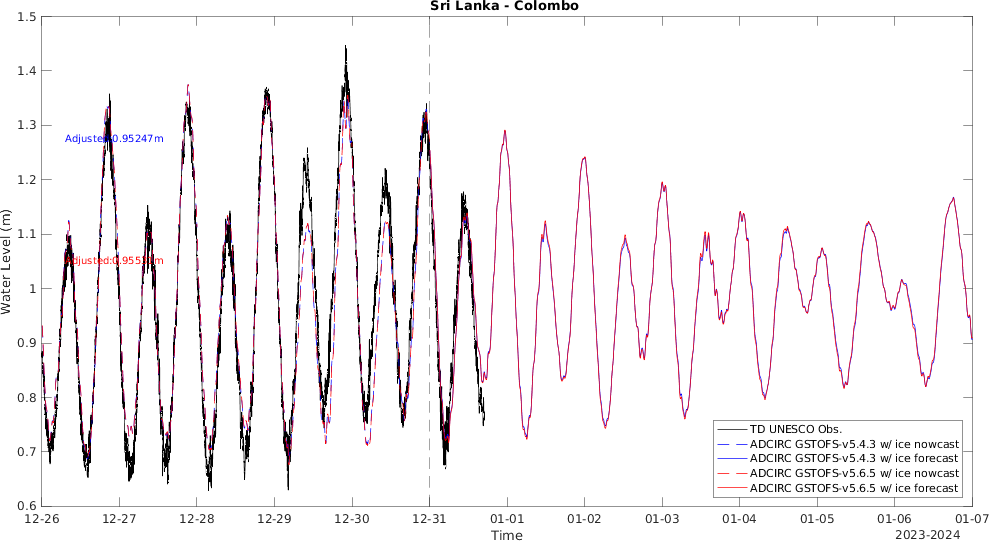 Sri Lanka - Colombo
1.5
1.4
1.3
1.2
1.1
1
0.9
0.8
0.7
0.6
Water Level (m)
Adjusted:0.95247m
12-26
12-27
12-28
12-29
12-30
12-31
01-01
01-02
01-03
01-04
01-05
01-06
01-07
Time
2023-2024
TD UNESCO Obs.
ADCIRC GSTOFS-v5.4.3 w/ ice nowcast
ADCIRC GSTOFS-v5.4.3 w/ ice forecast
ADCIRC GSTOFS-v5.6.5 w/ ice nowcast
ADCIRC GSTOFS-v5.6.5 w/ ice forecast